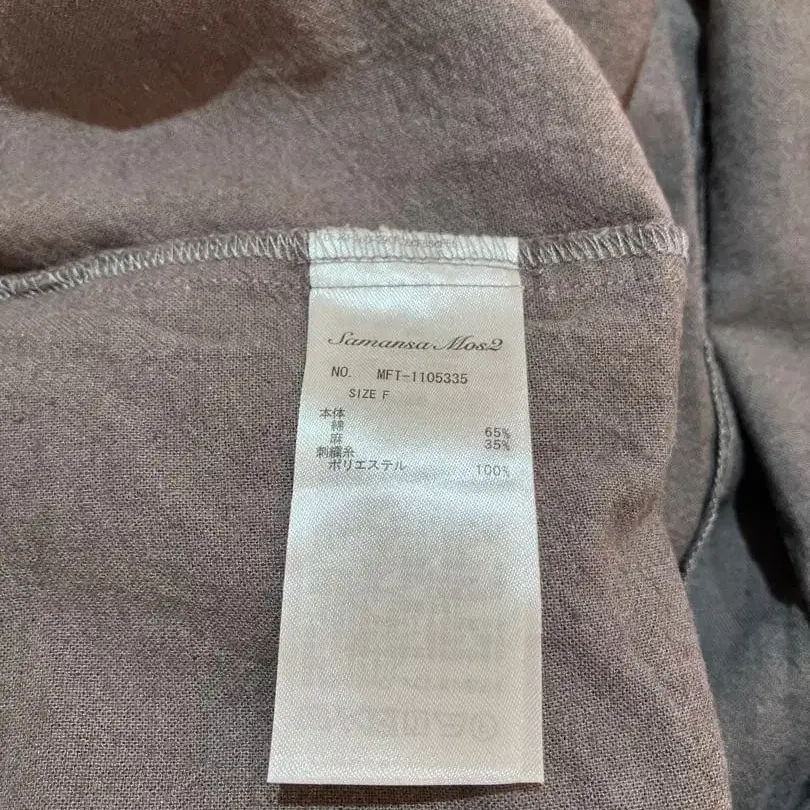 Samansa Mos2
NO. MFT-1105335
SIZE F
本体
綿 65%
麻 35%
刺繍糸
ポリエステル 100%